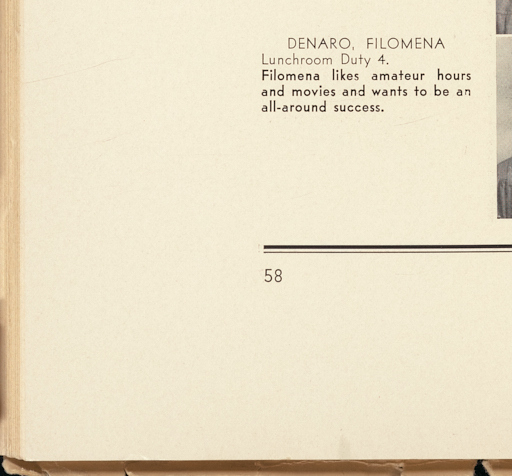 DENARO, FILOMENA
Lunchroom Duty 4.
Filomena likes amateur hours
and movies and wants to be an
all-around success.
58